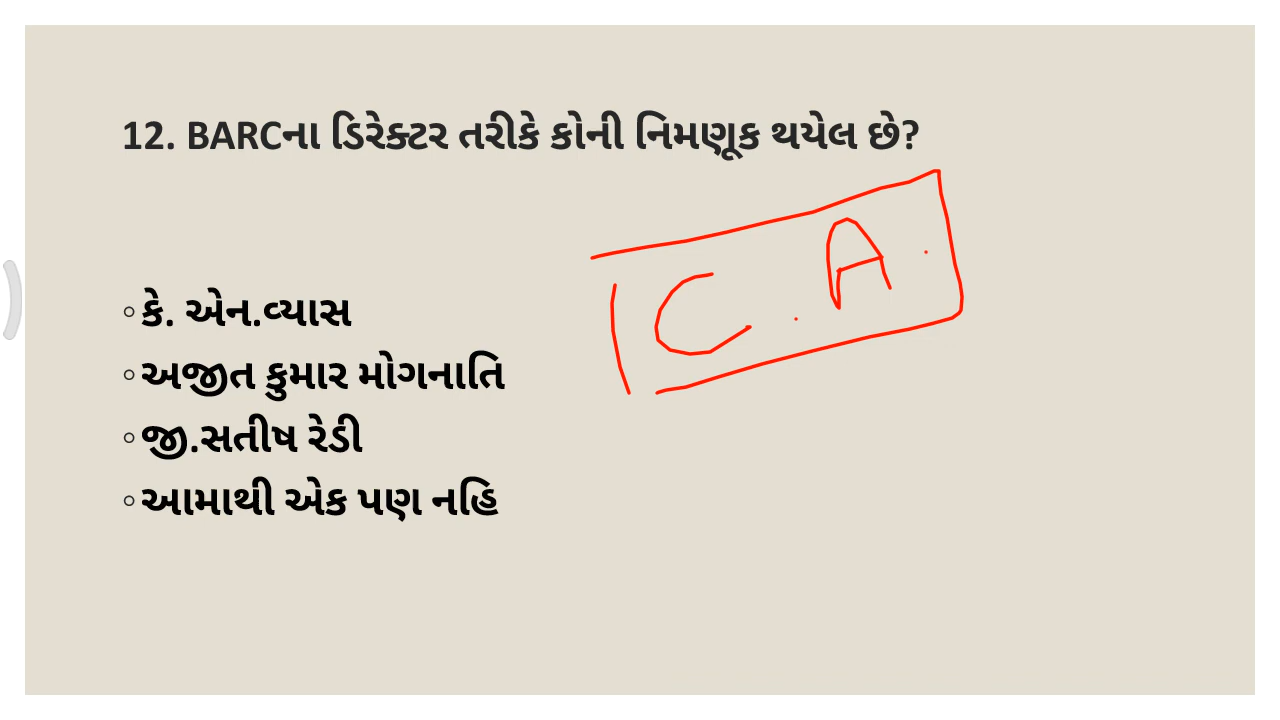 12. BARCના ડિરેક્ટર તરીકે કોની નિમણૂક થયેલ છે?
C. A.
◦ કે. એન.વ્યાસ
◦ અજીત કુમાર મોગનાતિ
◦ જી.સતીષ રેડી
◦ આમાથી એક પણ નહિ